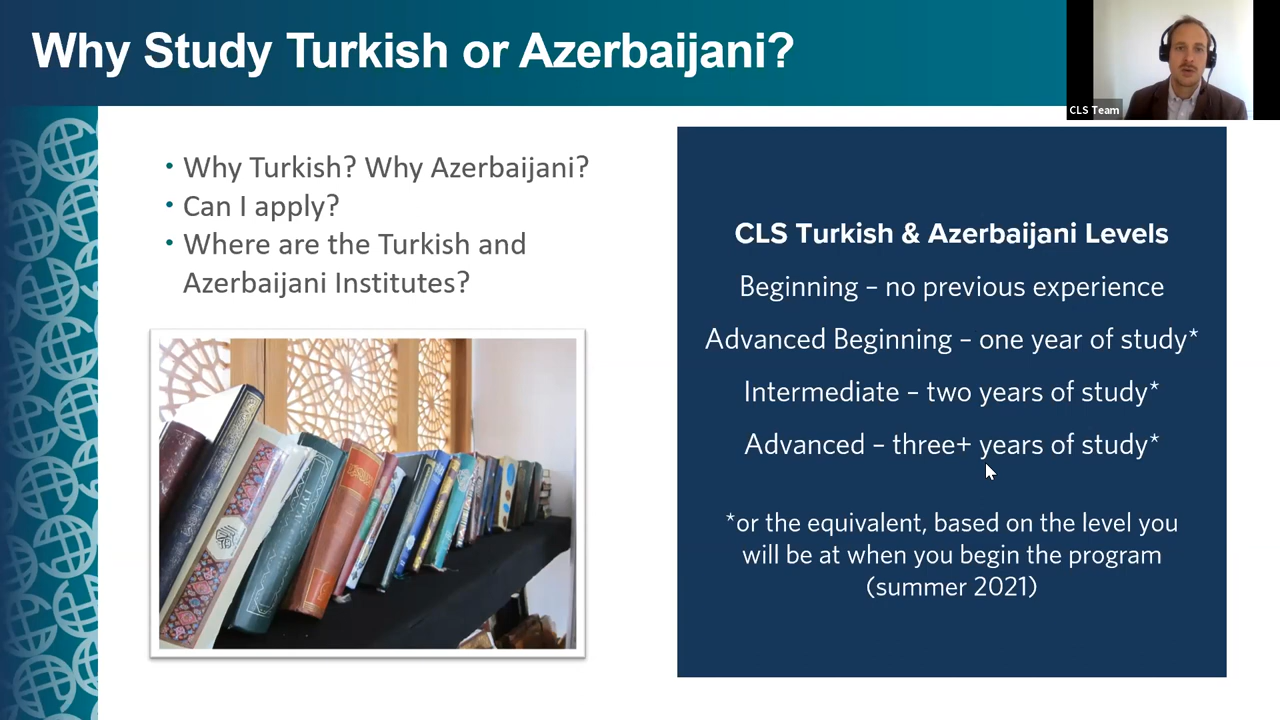 Why Study Turkish or Azerbaijani?
CLS Team
• Why Turkish? Why Azerbaijani?
• Can I apply?
• Where are the Turkish and
Azerbaijani Institutes?
CLS Turkish & Azerbaijani Levels
Beginning – no previous experience
Advanced Beginning – one year of study*
Intermediate – two years of study*
Advanced – three+ years of study*
*or the equivalent, based on the level you
will be at when you begin the program
(summer 2021)